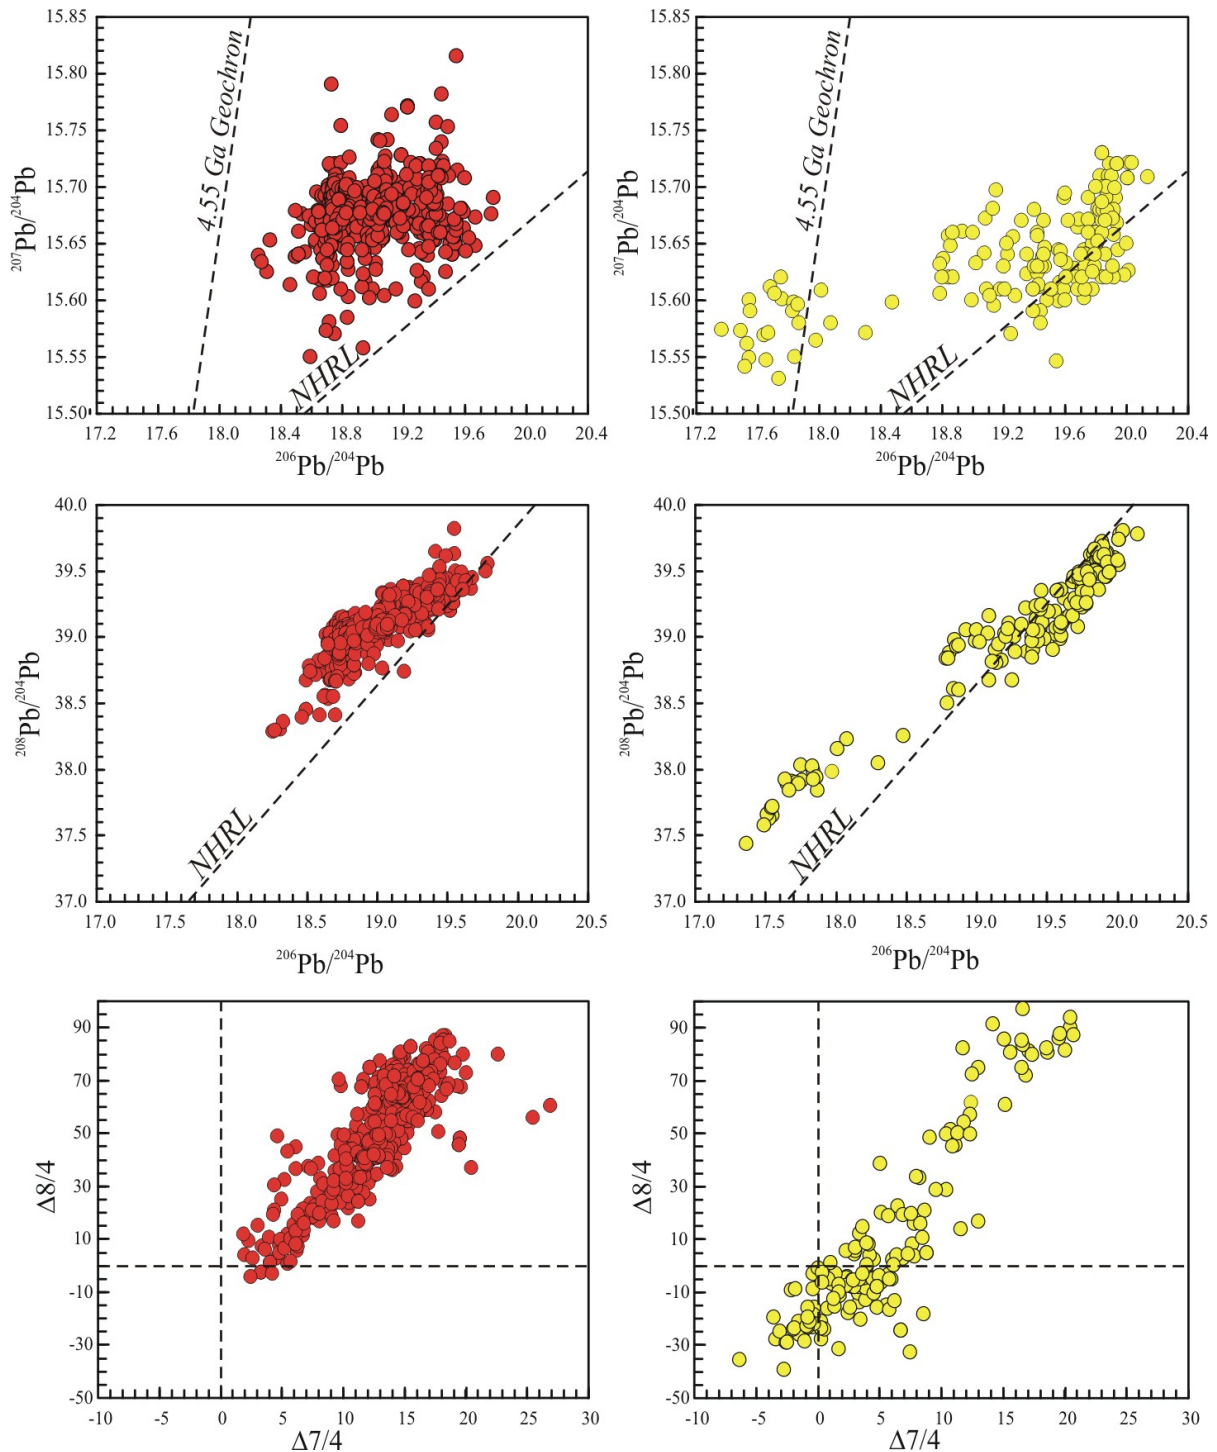 15.85
15.80
15.75
15.70
15.65
15.60
15.55
15.50
207Pb/204Pb
4.55 Ga Geochron
NHRL
17.2 17.6 18.0 18.4 18.8 19.2 19.6 20.0 20.4
206Pb/204Pb
15.85
15.80
15.75
15.70
15.65
15.60
15.55
15.50
207Pb/204Pb
4.55 Ga Geochron
NHRL
17.2 17.6 18.0 18.4 18.8 19.2 19.6 20.0 20.4
206Pb/204Pb
40.0
39.5
39.0
38.5
38.0
37.5
37.0
208Pb/204Pb
NHRL
17.0 17.5 18.0 18.5 19.0 19.5 20.0 20.5
206Pb/204Pb
40.0
39.5
39.0
38.5
38.0
37.5
37.0
208Pb/204Pb
NHRL
17.0 17.5 18.0 18.5 19.0 19.5 20.0 20.5
206Pb/204Pb
90
70
50
30
10
-10
-30
-50
Δ8/4
-10 -5 0 5 10 15 20 25 30
Δ7/4
90
70
50
30
10
-10
-30
-50
Δ8/4
-10 -5 0 5 10 15 20 25 30
Δ7/4